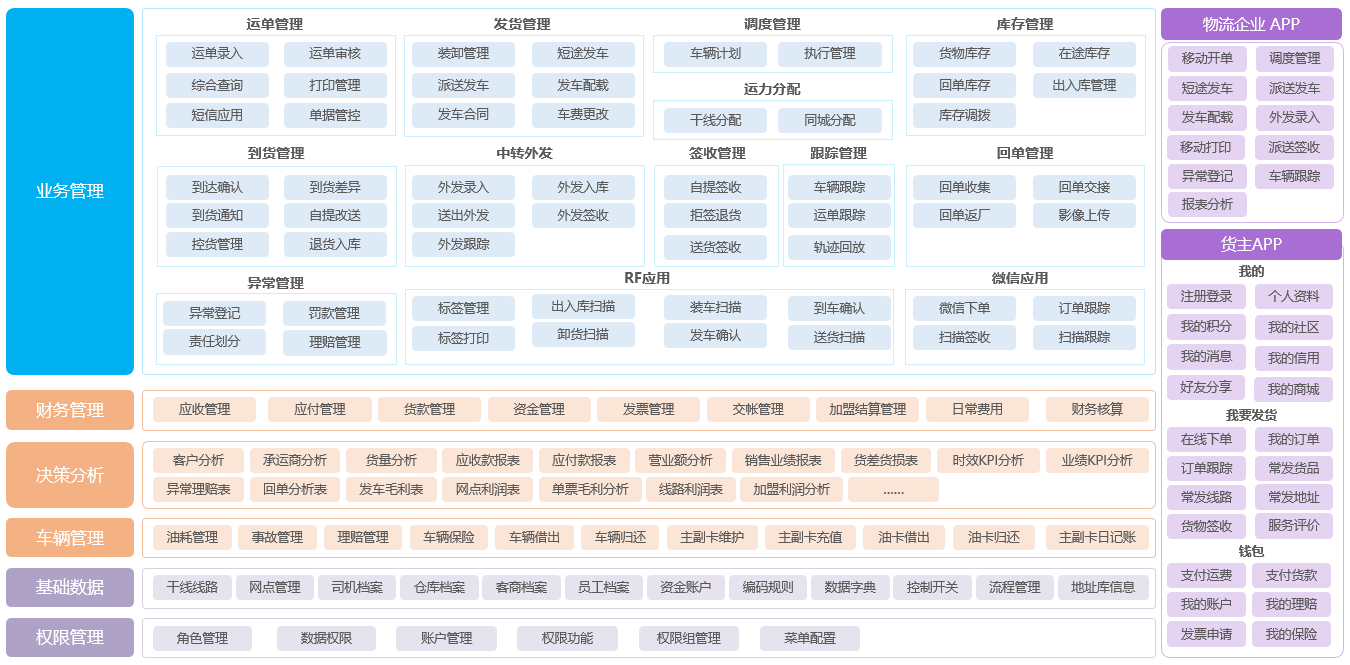 业务管理
运单管理
运单录入 运单审核
综合查询 打印管理
短信应用 单据管控
发货管理
装卸管理 短途发车
派送发车 发车配载
发车合同 车费更改
调度管理
车辆计划 执行管理
运力分配
干线分配 同城分配
库存管理
货物库存 在途库存
回单库存 出入库管理
库存调拨
到货管理
到达确认 到货差异
到货通知 自提改送
控货管理 退货入库
中转外发
外发录入 外发入库
送出外发 外发签收
外发跟踪
签收管理
自提签收
拒签退货
送货签收
跟踪管理
车辆跟踪
运单跟踪
轨迹回放
回单管理
回单收集 回单交接
回单返厂 影像上传
异常管理
异常登记 罚款管理
责任划分 理赔管理
RF应用
标签管理 出入库扫描 装车扫描 到车确认
标签打印 卸货扫描 发车确认 送货扫描
微信应用
微信下单 订单跟踪
扫描签收 扫描跟踪
财务管理
应收管理 应付管理 货款管理 资金管理 发票管理 交帐管理 加盟结算管理 日常费用 财务核算
决策分析
客户分析 承运商分析 货量分析 应收款报表 应付款报表 营业额分析 销售业绩报表 货差货损表 时效KPI分析 业绩KPI分析
异常理赔表 回单分析表 发车毛利表 网点利润表 单票毛利分析 线路利润表 加盟利润分析 ......
车辆管理
油耗管理 事故管理 理赔管理 车辆保险 车辆借出 车辆归还 主副卡维护 主副卡充值 油卡借出 油卡归还 主副卡日记账
基础数据
干线线路 网点管理 司机档案 仓库档案 客商档案 员工档案 资金账户 编码规则 数据字典 控制开关 流程管理 地址库信息
权限管理
角色管理 数据权限 账户管理 权限功能 权限组管理 菜单配置
物流企业 APP
移动开单 调度管理
短途发车 派送发车
发车配载 外发录入
移动打印 派送签收
异常登记 车辆跟踪
报表分析
货主APP
我的
注册登录 个人资料
我的积分 我的社区
我的消息 我的信用
好友分享 我的商城
我要发货
在线下单 我的订单
订单跟踪 常发货品
常发线路 常发地址
货物签收 服务评价
钱包
支付运费 支付货款
我的账户 我的理赔
发票申请 我的保险